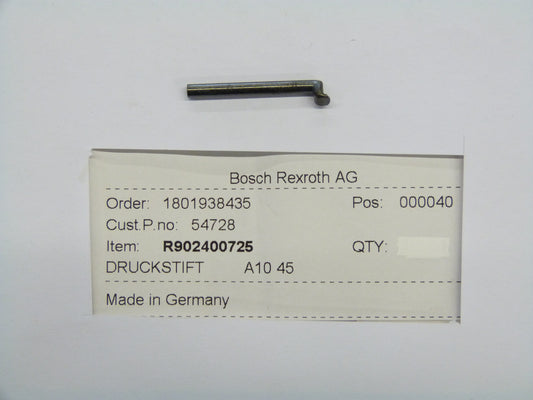 Bosch Rexroth AG
Order: 1801938435 Pos: 000040
Cust.P.no: 54728
Item: R902400725 QTY:
DRUCKSTIFT A10 45
Made in Germany